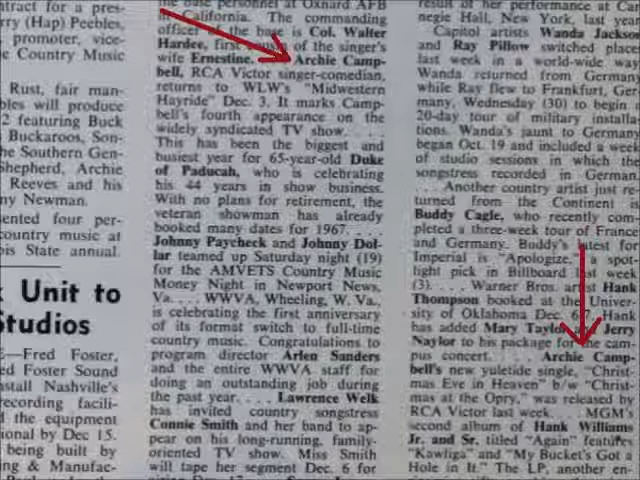 ntract for a pres-
rry (Hap) Peebles,
promoter, vice-
e Country Music
Rust, fair man-
bles will produce
2 featuring Buck
Buckaroos, Son-
he Southern Gen-
Shepherd, Archie
Reeves and his
ny Newman.
sented four per-
country music at
ois State annual.
k Unit to
Studios
E—Fred Foster,
ed Foster Sound
nstall Nashville's
recording facili-
d the equipment
tional by Dec 15.
being built by
ng & Manufac-
the base personnel at Oxnard AFB
in California. The commanding
officer the base is Col. Walter
Hardee, first of the singer's
wife Ernestine. Archie Camp-
bell, RCA Victor singer-comedian,
returns to WLW's "Midwestern
Hayride" Dec. 3. It marks Camp-
bell's fourth appearance on the
widely syndicated TV show. . . .
This has been the biggest and
busiest year for 65-year-old Duke
of Paducah, who is celebrating
his 44 years in show business.
With no plans for retirement, the
veteran showman has already
booked many dates for 1967. . . .
Johnny Paycheck and Johnny Dol-
lar teamed up Saturday night (19)
for the AMVETS Country Music
Money Night in Newport News,
Va. . . . WWVA, Wheeling, W. Va.,
is celebrating the first anniversary
of its format switch to full-time
country music. Congratulations to
program director Arlen Sanders
and the entire WWVA staff for
doing an outstanding job during
the past year. . . . Lawrence Welk
has invited country songstress
Connie Smith and her band to ap-
pear on his long-running, family-
oriented TV show. Miss Smith
will tape her segment Dec. 6 for
result of her performance at Car-
negie Hall, New York, last year
Capitol artists Wanda Jackson
and Ray Pillow switched places
last week in a world-wide way
Wanda returned from Germany
while Ray flew to Frankfurt, Ger-
many, Wednesday (30) to begin a
20-day tour of military installa-
tions. Wanda's jaunt to Germany
began Oct. 19 and included a week
of studio sessions in which the
songstress recorded in German.
. . . Another country artist just re-
turned from the Continent is
Buddy Cagle, who recently com-
pleted a three-week tour of France
and Germany. Buddy's latest for
Imperial is "Apologize," a spot-
light pick in Billboard last week
(3). . . . Warner Bros. artist Hank
Thompson booked at the Univer-
sity of Oklahoma Dec. 6-7. Hank
has added Mary Taylor and Jerry
Naylor to his package for the cam-
pus concert. . . . Archie Camp-
bell's new yuletide single, "Christ-
mas Eve in Heaven" b/w "Christ-
mas at the Opry," was released by
RCA Victor last week. . . . MGM's
second album of Hank Williams
Jr. and Sr. titled "Again" features
"Kawliga" and "My Bucket's Got a
Hole in It." The LP, another en-